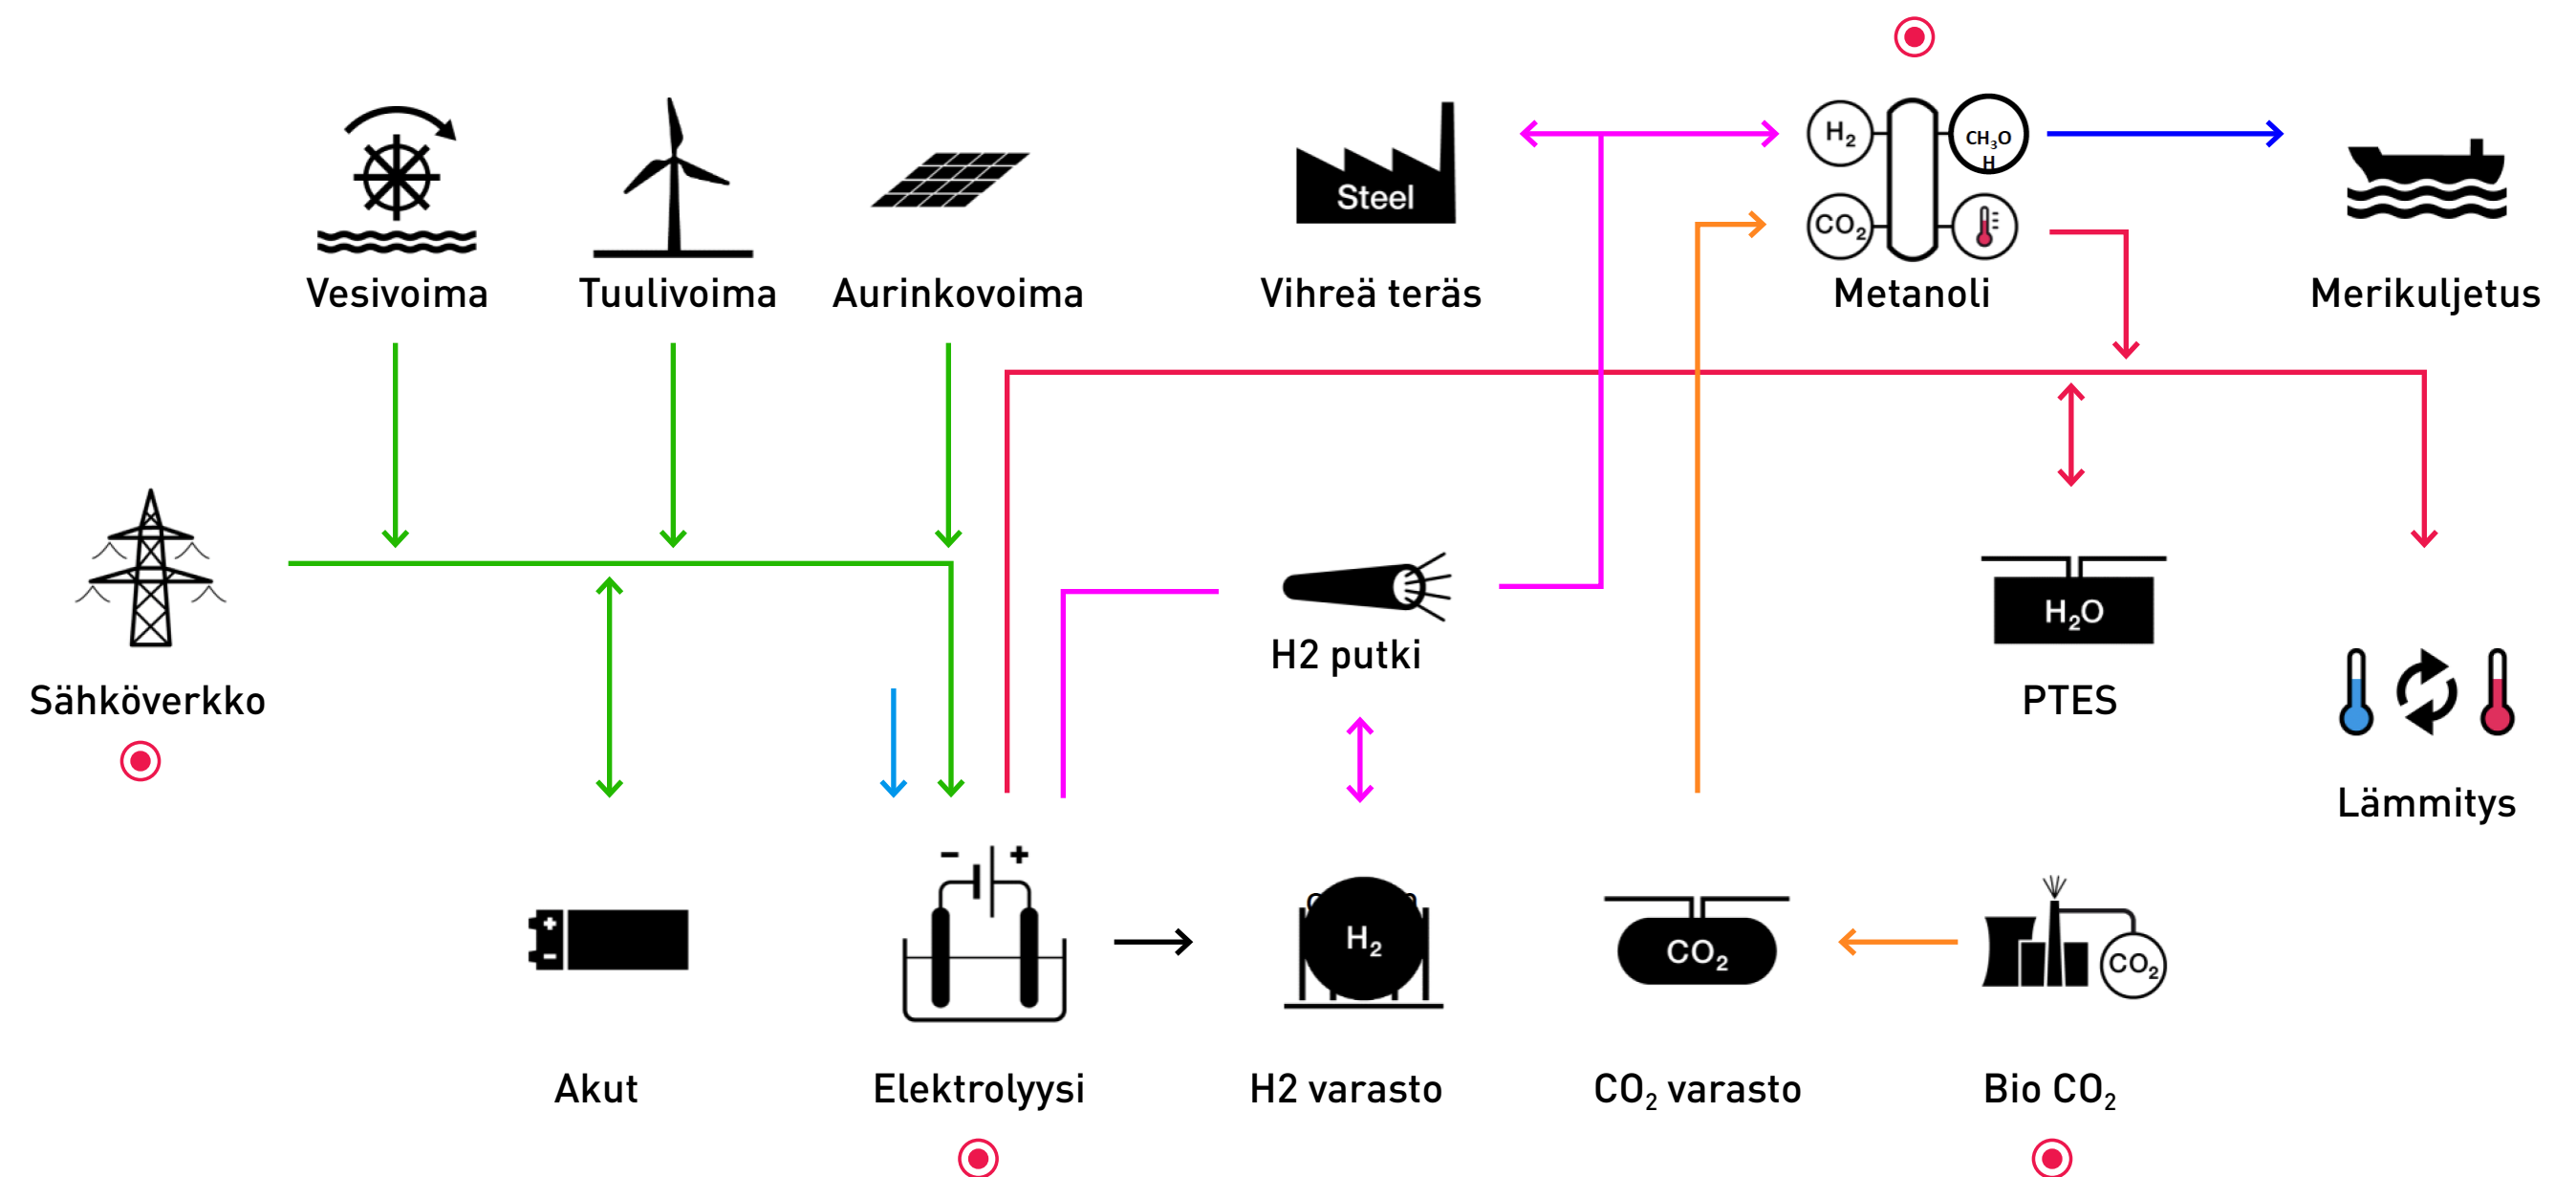 H₂
CH₃O
H
Steel
CO₂
Vesivoima
Tuulivoima
Aurinkovoima
Vihreä teräs
Metanoli
Merikuljetus
H₂O
H2 putki
Sähköverkko
PTES
Lämmitys
− +
H₂
CO₂
CO₂
+
−
Akut
Elektrolyysi
H2 varasto
CO₂ varasto
Bio CO₂